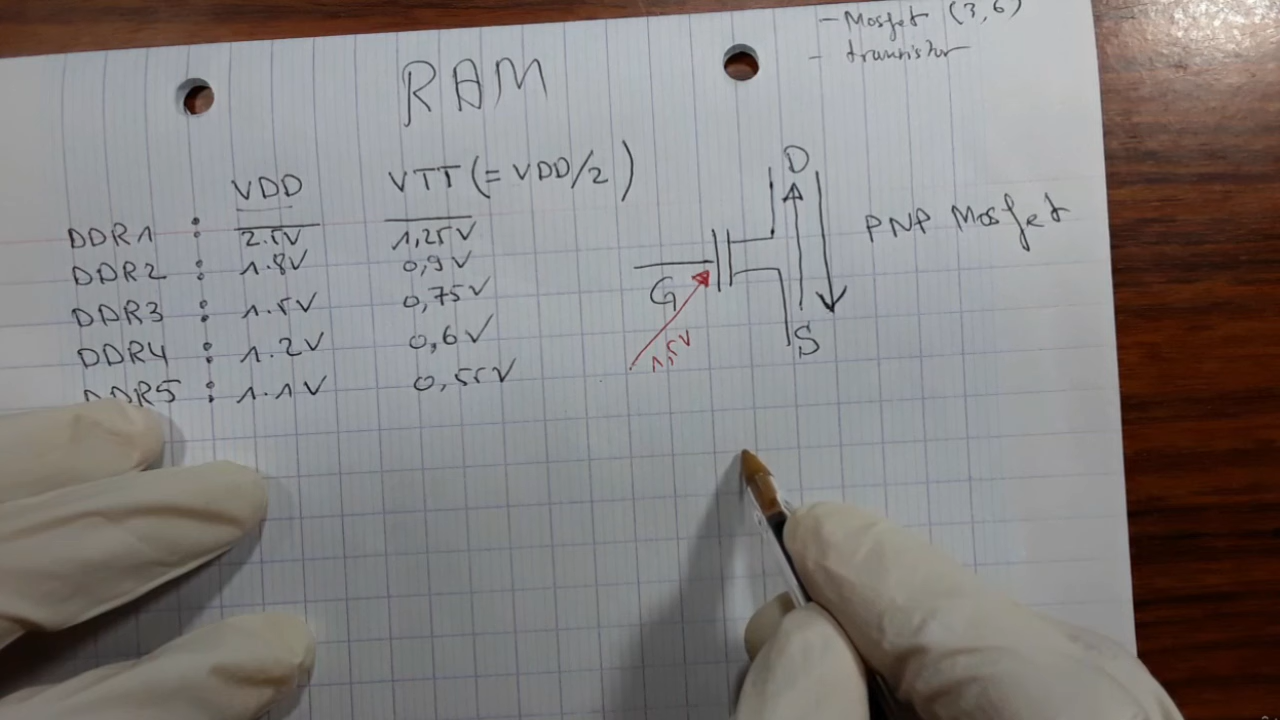 - Mosfet (3,6)
- transistor
RAM
VDD VTT (= VDD/2)
DDR1 : 2.5V 1,25V
DDR2 : 1.8V 0,9V
DDR3 : 1.5V 0,75V
DDR4 : 1.2V 0,6V
DDR5 : 1.1V 0,55V
D
PNP Mosfet
G
S
1,5V